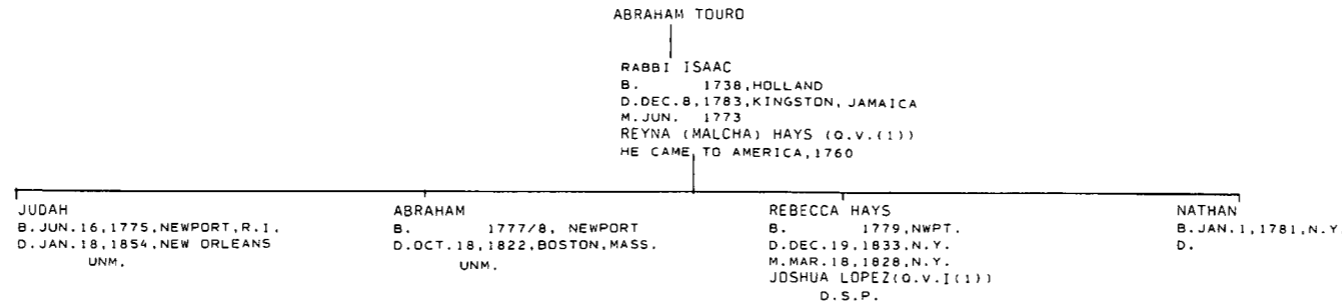 ABRAHAM TOURO
RABBI ISAAC
B. 1738,HOLLAND
D.DEC.8,1783,KINGSTON, JAMAICA
M.JUN. 1773
REYNA (MALCHA) HAYS (Q.V.(1))
HE CAME TO AMERICA,1760
JUDAH
B.JUN.16,1775,NEWPORT,R.I.
D.JAN.18,1854,NEW ORLEANS
UNM.
ABRAHAM
B. 1777/8, NEWPORT
D.OCT.18,1822,BOSTON,MASS.
UNM.
REBECCA HAYS
B. 1779,NWPT.
D.DEC.19,1833,N.Y.
M.MAR.18,1828,N.Y.
JOSHUA LOPEZ(Q.V.I(1))
D.S.P.
NATHAN
B.JAN.1,1781,N.Y.
D.